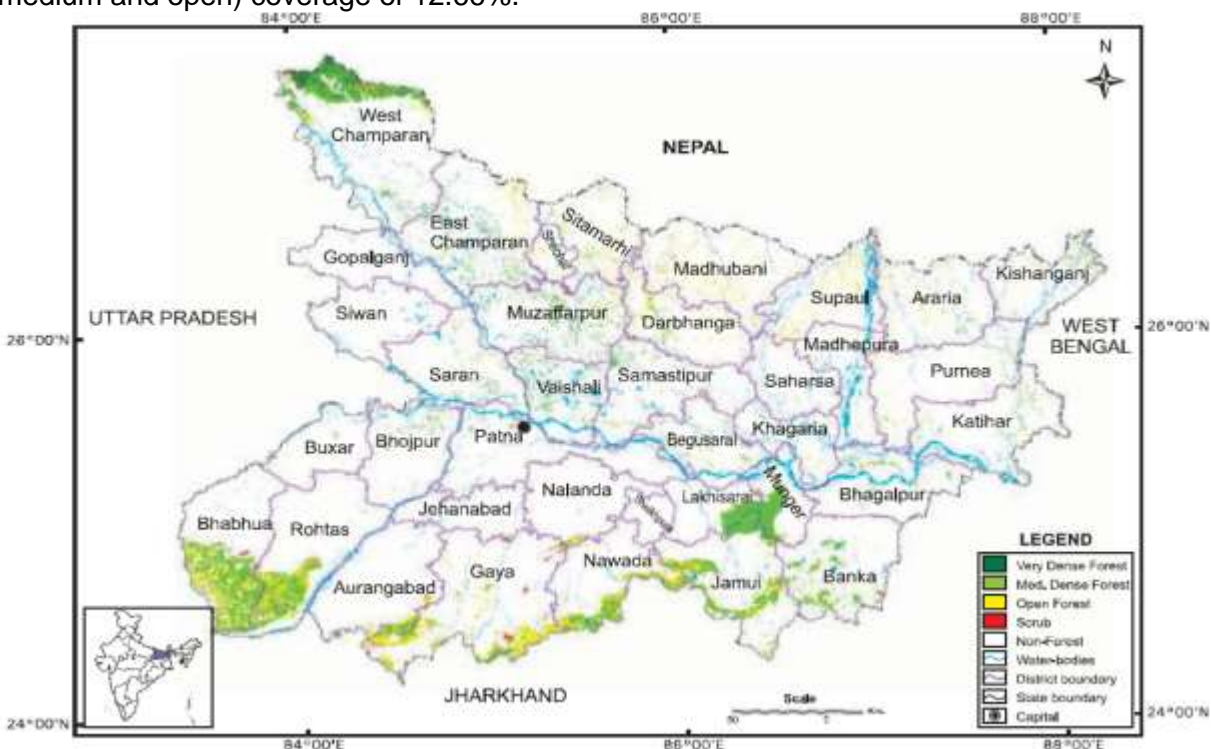 medium and open) coverage of 12.66%.
84°00'E 86°00'E 88°00'E
N
West
Champaran
NEPAL
East
Champaran
Sitamarhi
Gopalganj
Madhubani
Kishanganj
Supaul
Araria
Siwan
Muzaffarpur
Darbhanga
UTTAR PRADESH
WEST
BENGAL
26°00'N
26°00'N
Madhepura
Saran
Vaishali
Samastipur
Saharsa
Purnea
Katihar
Buxar
Bhojpur
Patna
Begusarai
Khagaria
Nalanda
Lakhisarai
Munger
Bhagalpur
Jehanabad
Bhabhua
Rohtas
Aurangabad
Gaya
Nawada
Jamui
Banka
LEGEND
Very Dense Forest
Med. Dense Forest
Open Forest
Scrub
Non-Forest
Water-bodies
District boundary
State boundary
Capital
JHARKHAND
Scale
24°00'N
24°00'N
84°00'E 86°00'E 88°00'E